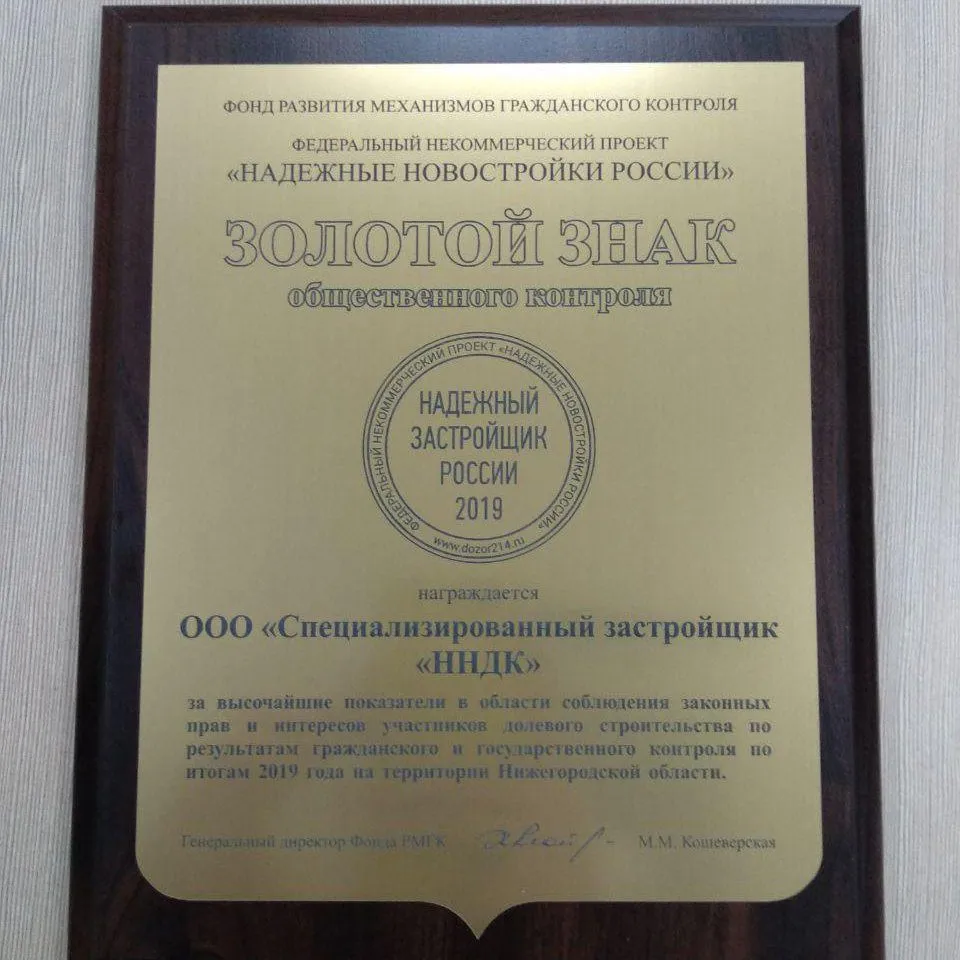 ФОНД РАЗВИТИЯ МЕХАНИЗМОВ ГРАЖДАНСКОГО КОНТРОЛЯ
ФЕДЕРАЛЬНЫЙ НЕКОММЕРЧЕСКИЙ ПРОЕКТ
«НАДЕЖНЫЕ НОВОСТРОЙКИ РОССИИ»
ЗОЛОТОЙ ЗНАК
общественного контроля
ФЕДЕРАЛЬНЫЙ НЕКОММЕРЧЕСКИЙ ПРОЕКТ «НАДЕЖНЫЕ НОВОСТРОЙКИ РОССИИ»
НАДЕЖНЫЙ
ЗАСТРОЙЩИК
РОССИИ
2019
www.dozor214.ru
награждается
ООО «Специализированный застройщик
«ННДК»
за высочайшие показатели в области соблюдения законных
прав и интересов участников долевого строительства по
результатам гражданского и государственного контроля по
итогам 2019 года на территории Нижегородской области.
Генеральный директор Фонда РМГК М.М. Кошеверская